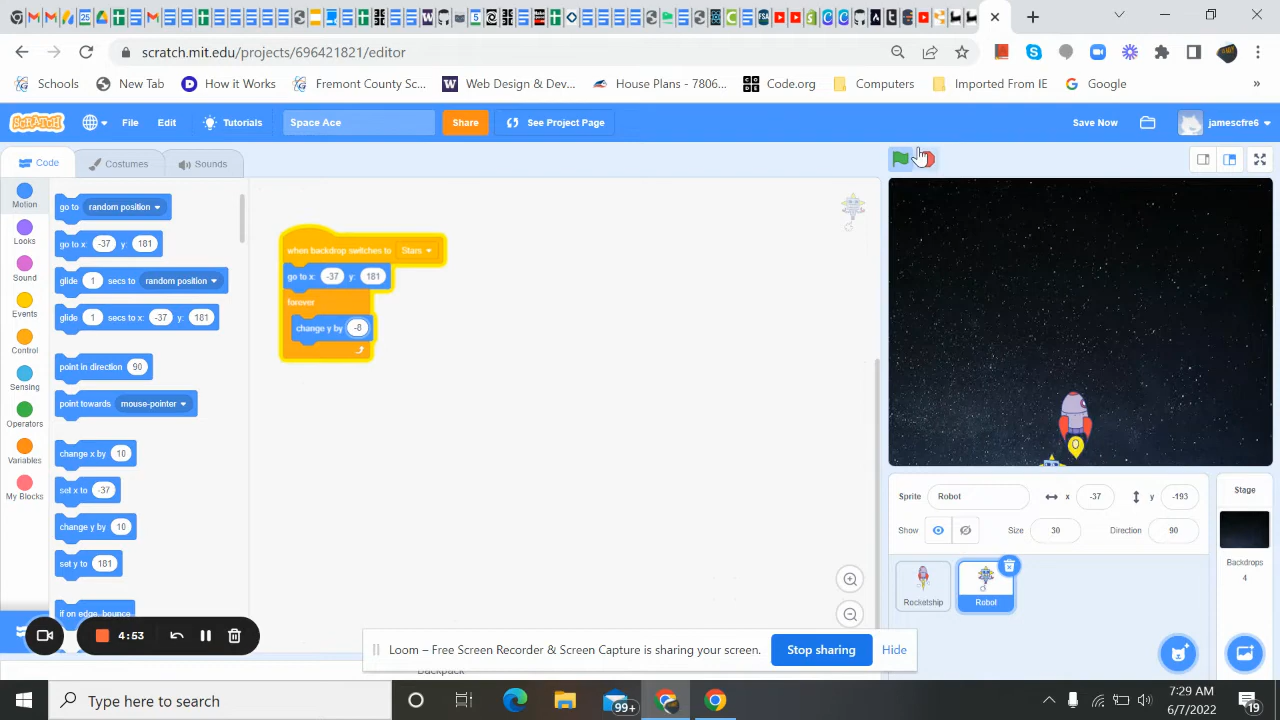 5
scratch.mit.edu/projects/696421821/editor
Schools
New Tab
How it Works
Fremont County Sc...
Web Design & De...
House Plans - 7806...
Code.org
Computers
Imported From IE
Google
»
SCRATCH
File
Edit
Tutorials
Space Ace
Share
See Project Page
Save Now
jamescfre6
Code
Costumes
Sounds
Motion
Looks
Sound
Events
Control
Sensing
Operators
Variables
My Blocks
go to random position
go to x: -37 y: 181
glide 1 secs to random position
glide 1 secs to x: -37 y: 181
point in direction 90
point towards mouse-pointer
change x by 10
set x to -37
change y by 10
set y to 181
if on edge, bounce
when backdrop switches to Stars
go to x: -37 y: 181
forever
change y by -8
Sprite Robot x -37 y -193
Show Size 30 Direction 90
Rocketship
Robot
Stage
Backdrops
4
4:53
Loom – Free Screen Recorder & Screen Capture is sharing your screen.
Stop sharing
Hide
Backpack
Type here to search
99+
7:29 AM
6/7/2022
19